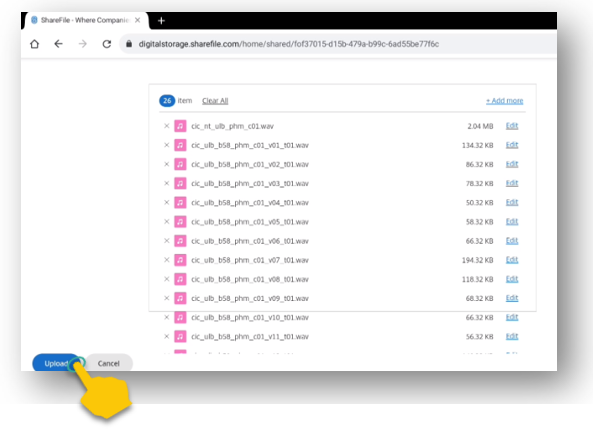 ShareFile - Where Companie
digitalstorage.sharefile.com/home/shared/fof37015-d15b-479a-b99c-6ad55be77f6c
26 item Clear All + Add more
cic_nt_ulb_phm_c01.wav 2.04 MB Edit
cic_ulb_b58_phm_c01_v01_t01.wav 134.32 KB Edit
cic_ulb_b58_phm_c01_v02_t01.wav 86.32 KB Edit
cic_ulb_b58_phm_c01_v03_t01.wav 78.32 KB Edit
cic_ulb_b58_phm_c01_v04_t01.wav 50.32 KB Edit
cic_ulb_b58_phm_c01_v05_t01.wav 58.32 KB Edit
cic_ulb_b58_phm_c01_v06_t01.wav 66.32 KB Edit
cic_ulb_b58_phm_c01_v07_t01.wav 194.32 KB Edit
cic_ulb_b58_phm_c01_v08_t01.wav 118.32 KB Edit
cic_ulb_b58_phm_c01_v09_t01.wav 68.32 KB Edit
cic_ulb_b58_phm_c01_v10_t01.wav 66.32 KB Edit
cic_ulb_b58_phm_c01_v11_t01.wav 56.32 KB Edit
Upload Cancel